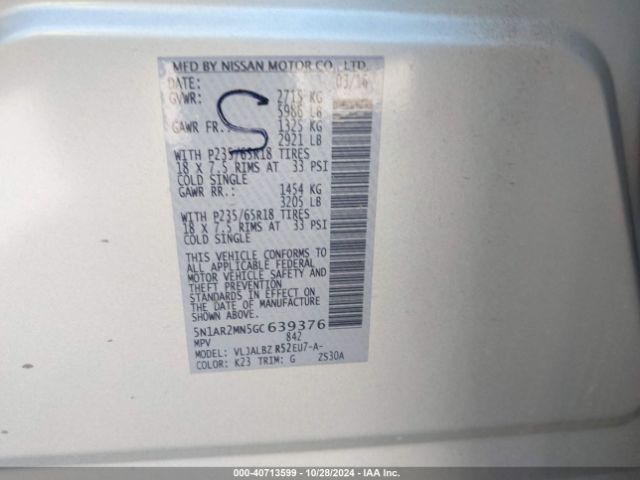 MFD BY NISSAN MOTOR CO., LTD.
DATE: 03/16
GVWR: 2715 KG
5986 LB
GAWR FR.: 1325 KG
2921 LB
WITH P235/65R18 TIRES
18 X 7.5 RIMS AT 33 PSI
COLD SINGLE
GAWR RR.: 1454 KG
3205 LB
WITH P235/65R18 TIRES
18 X 7.5 RIMS AT 33 PSI
COLD SINGLE
THIS VEHICLE CONFORMS TO
ALL APPLICABLE FEDERAL
MOTOR VEHICLE SAFETY AND
THEFT PREVENTION
STANDARDS IN EFFECT ON
THE DATE OF MANUFACTURE
5N1AR2MN5GC639376
MPV 842
MODEL: VLJALBZ R52EU7-A-
COLOR: K23 TRIM: G ZS30A
000-40713599 | 10/28/2024 - IAA Inc.